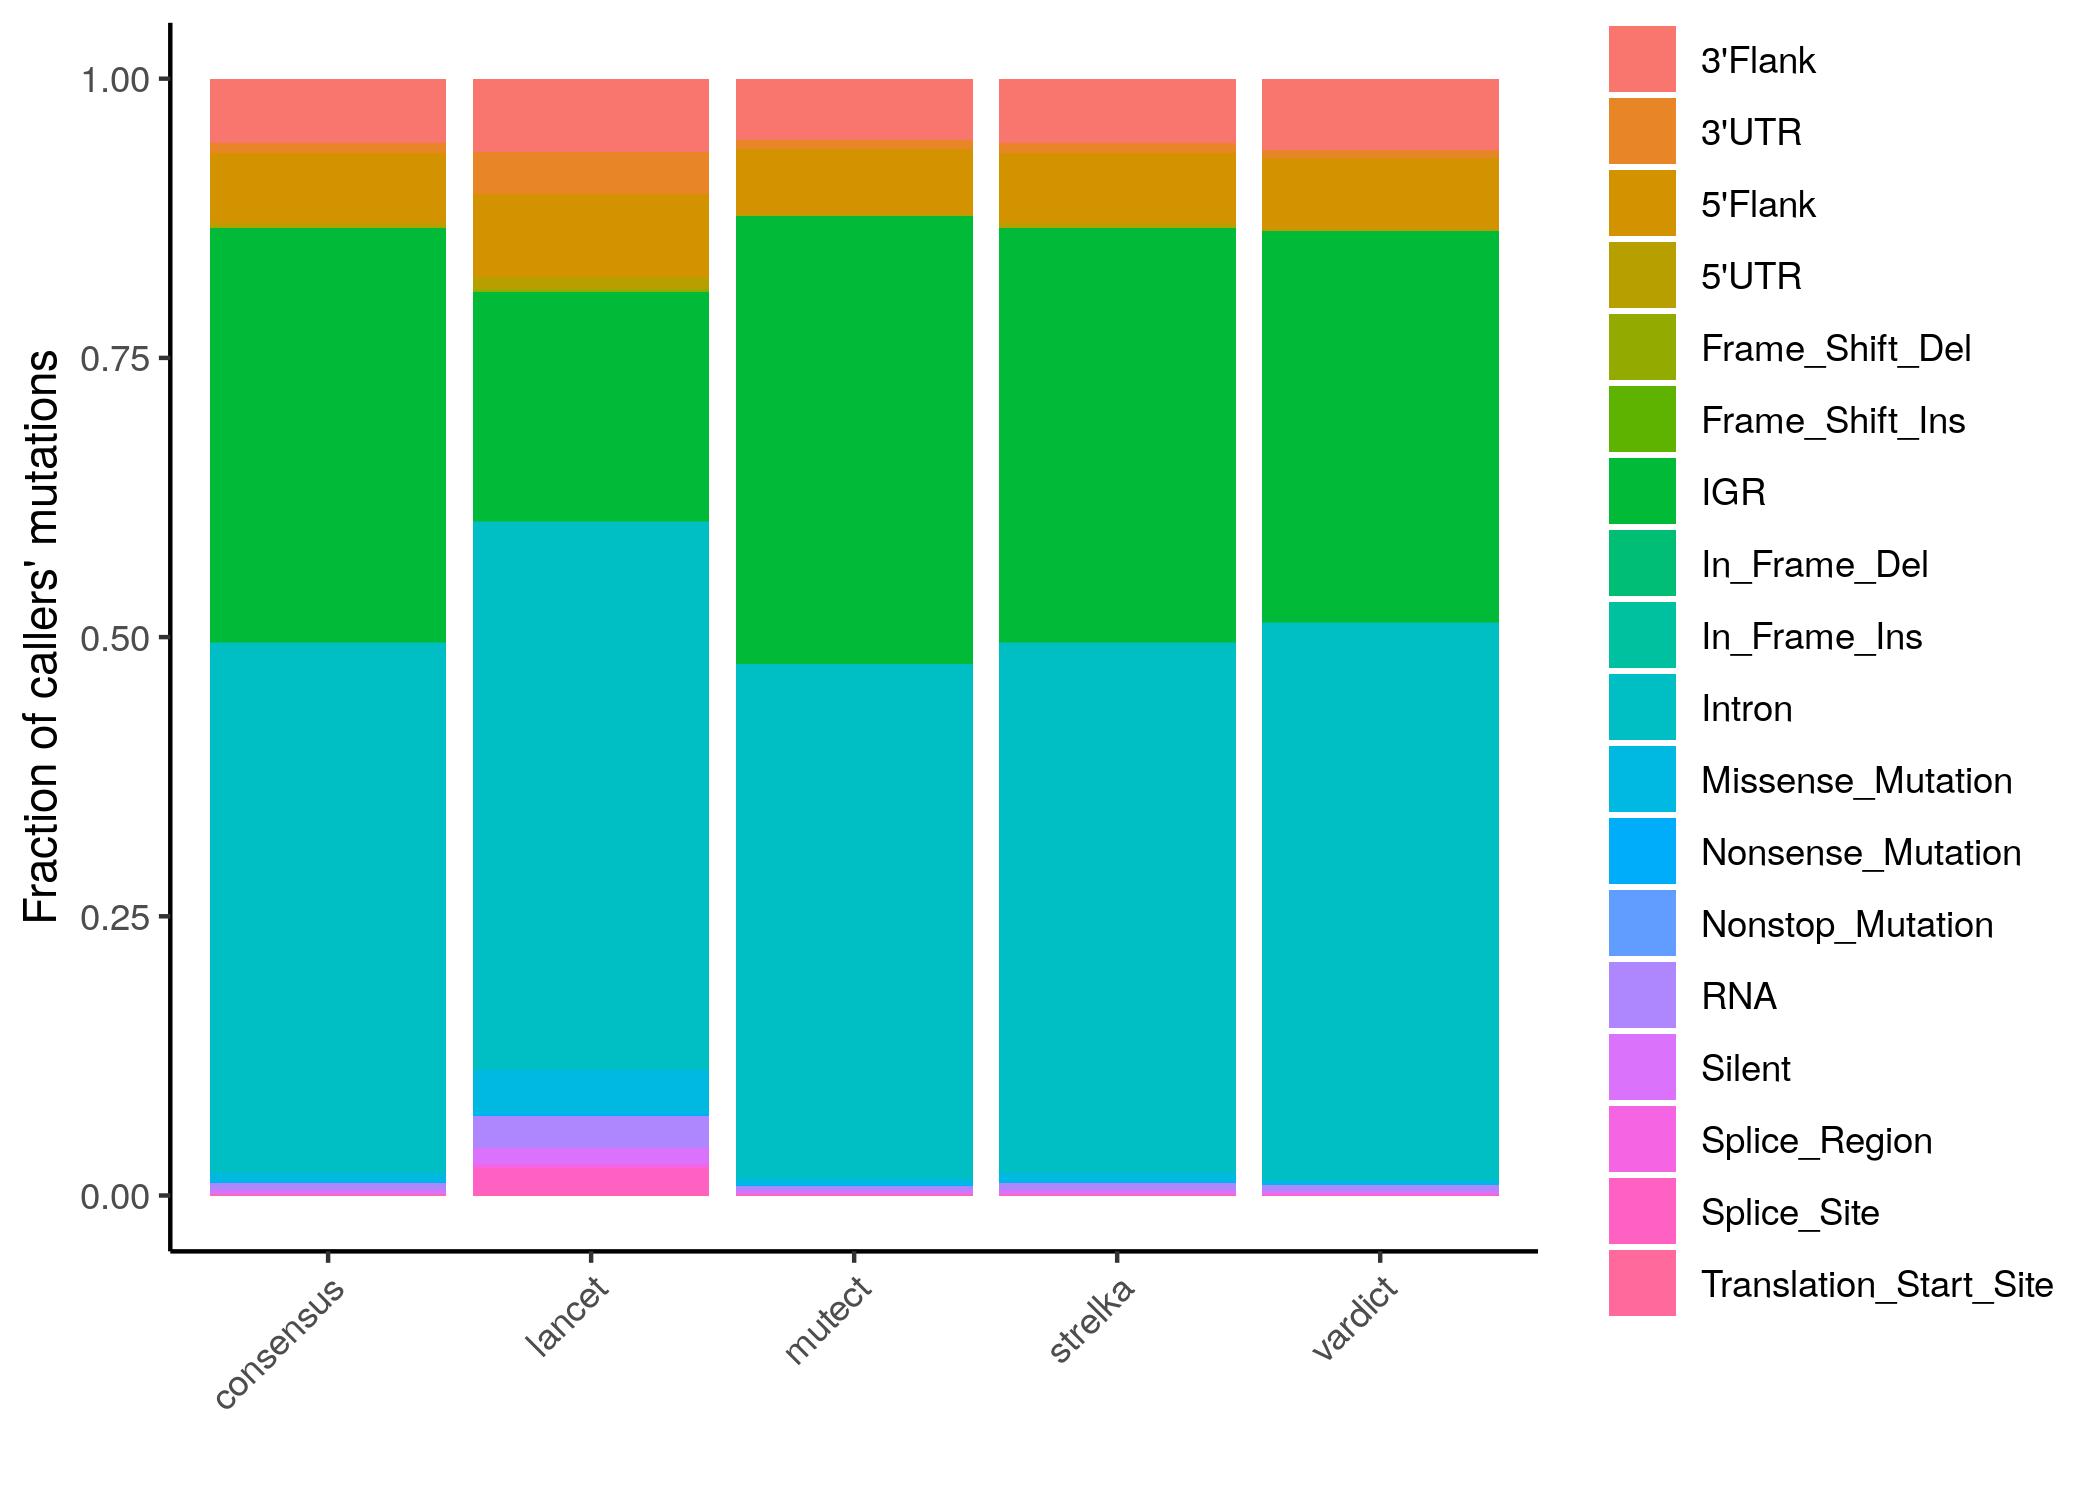 Fraction of callers' mutations
1.00
0.75
0.50
0.25
0.00
consensus
lancet
mutect
strelka
vardict
3'Flank
3'UTR
5'Flank
5'UTR
Frame_Shift_Del
Frame_Shift_Ins
IGR
In_Frame_Del
In_Frame_Ins
Intron
Missense_Mutation
Nonsense_Mutation
Nonstop_Mutation
RNA
Silent
Splice_Region
Splice_Site
Translation_Start_Site